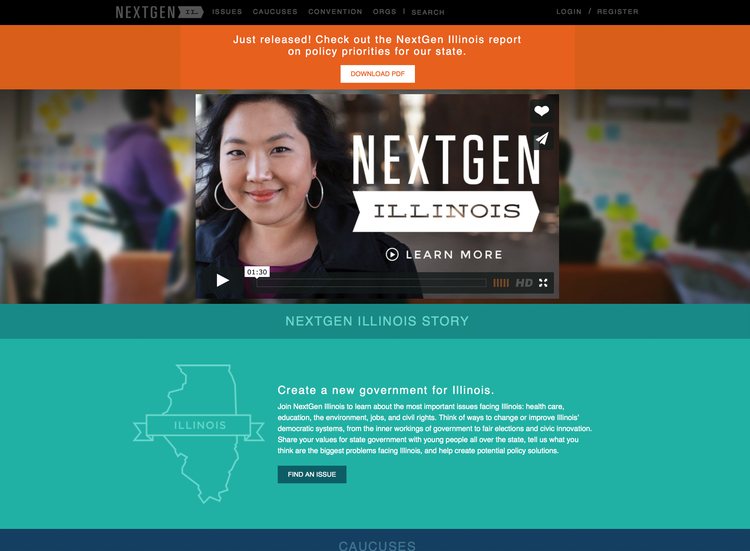 NEXTGEN IL ISSUES CAUCUSES CONVENTION ORGS | SEARCH LOGIN / REGISTER
Just released! Check out the NextGen Illinois report
on policy priorities for our state.
DOWNLOAD PDF
NEXTGEN
ILLINOIS
LEARN MORE
01:30
HD
NEXTGEN ILLINOIS STORY
ILLINOIS
Create a new government for Illinois.
Join NextGen Illinois to learn about the most important issues facing Illinois: health care,
education, the environment, jobs, and civil rights. Think of ways to change or improve Illinois'
democratic systems, from the inner workings of government to fair elections and civic innovation.
Share your values for state government with young people all over the state, tell us what you
think are the biggest problems facing Illinois, and help create potential policy solutions.
FIND AN ISSUE
CAUCUSES